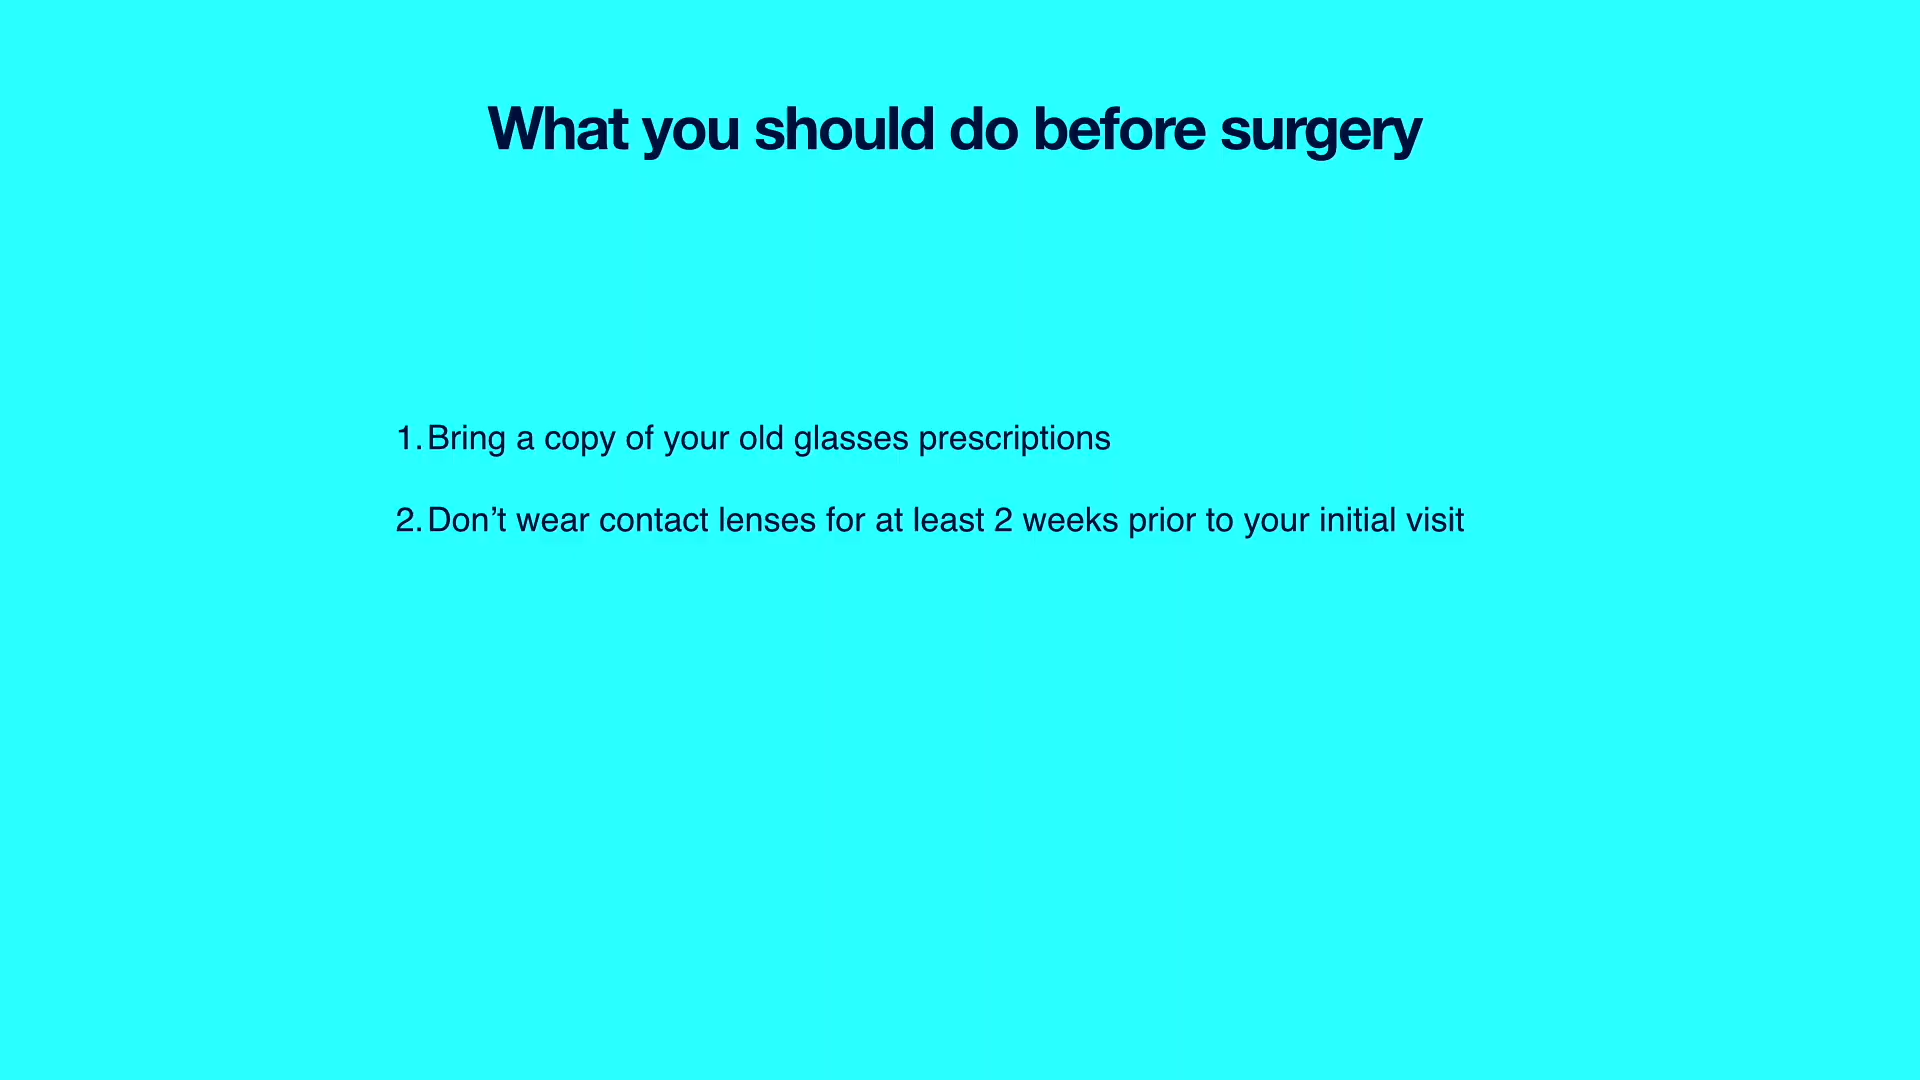 What you should do before surgery
1. Bring a copy of your old glasses prescriptions
2. Don’t wear contact lenses for at least 2 weeks prior to your initial visit